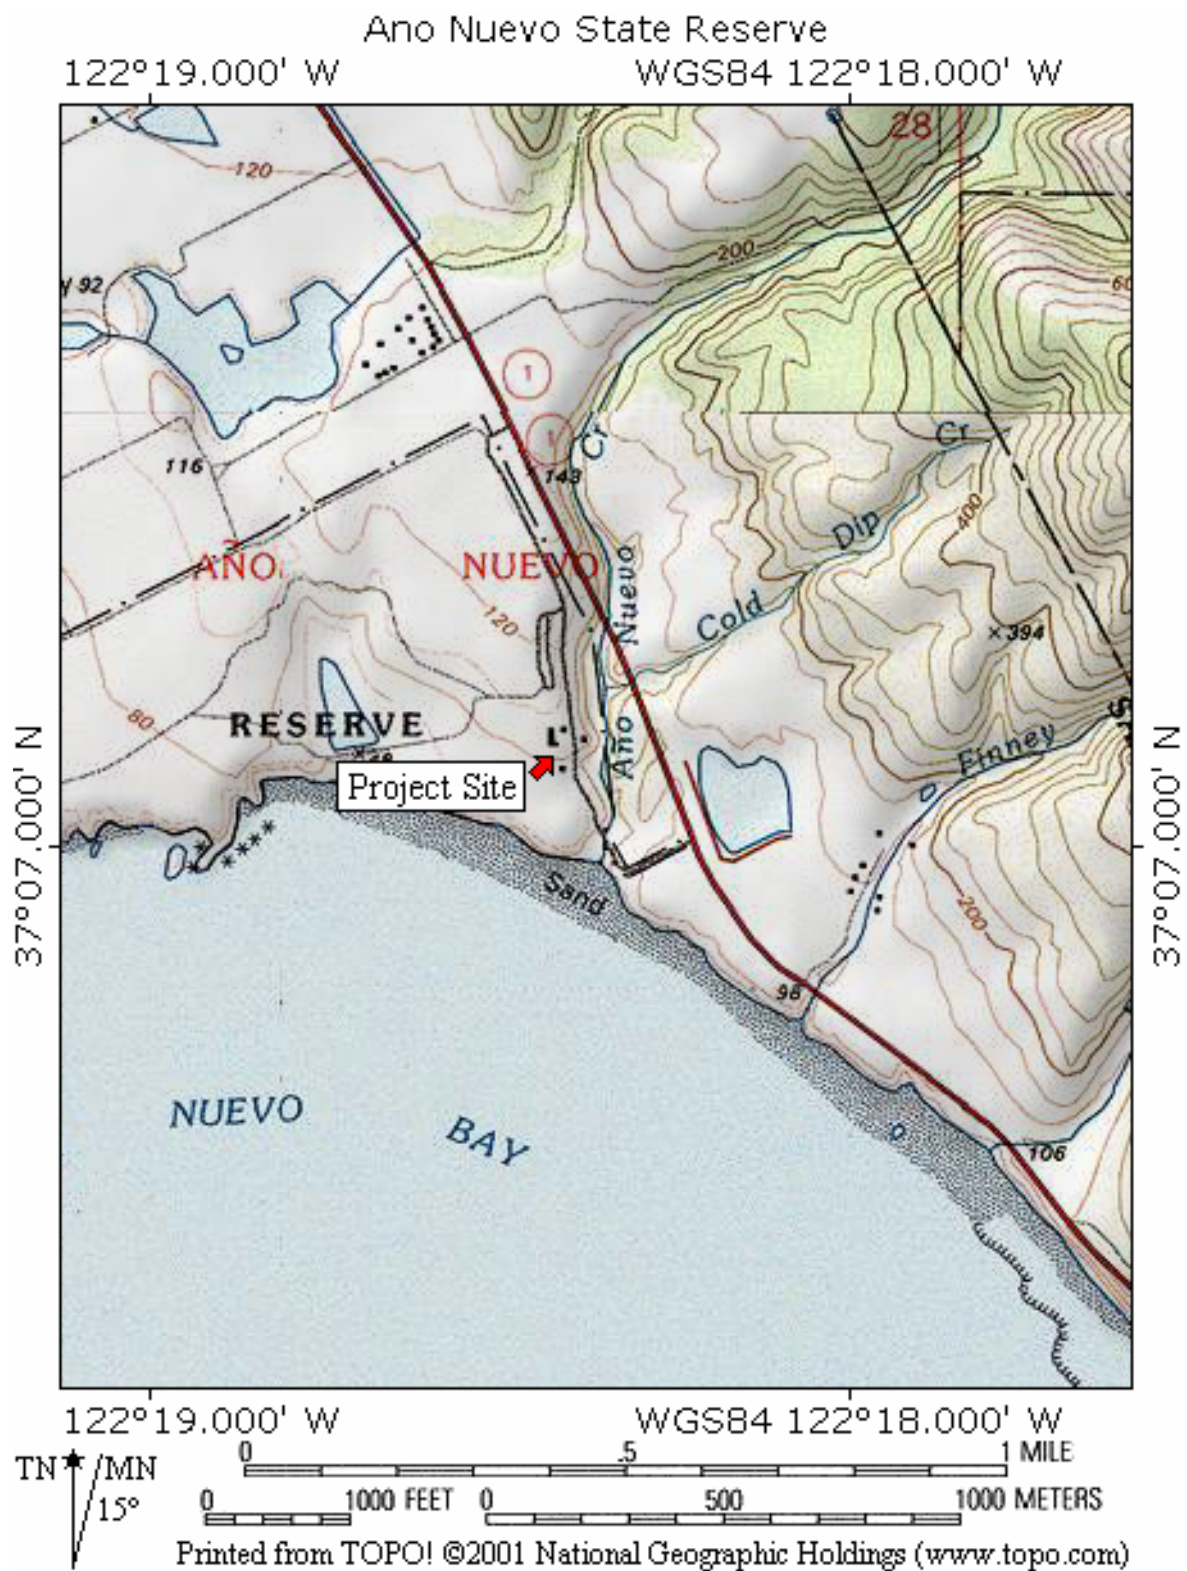 Ano Nuevo State Reserve
122°19.000' W
WGS84 122°18.000' W
28
120
200
92
1
1
Cr
Cr
116
143
400
Dip
AÑO
NUEVO
Nuevo
Cold
120
394
80
RESERVE
Año
Finney
Project Site
37°07.000' N
37°07.000' N
Sand
200
98
NUEVO
BAY
106
122°19.000' W
WGS84 122°18.000' W
TN
/MN
15°
0
.5
1 MILE
0
1000 FEET
0
500
1000 METERS
Printed from TOPO! ©2001 National Geographic Holdings (www.topo.com)